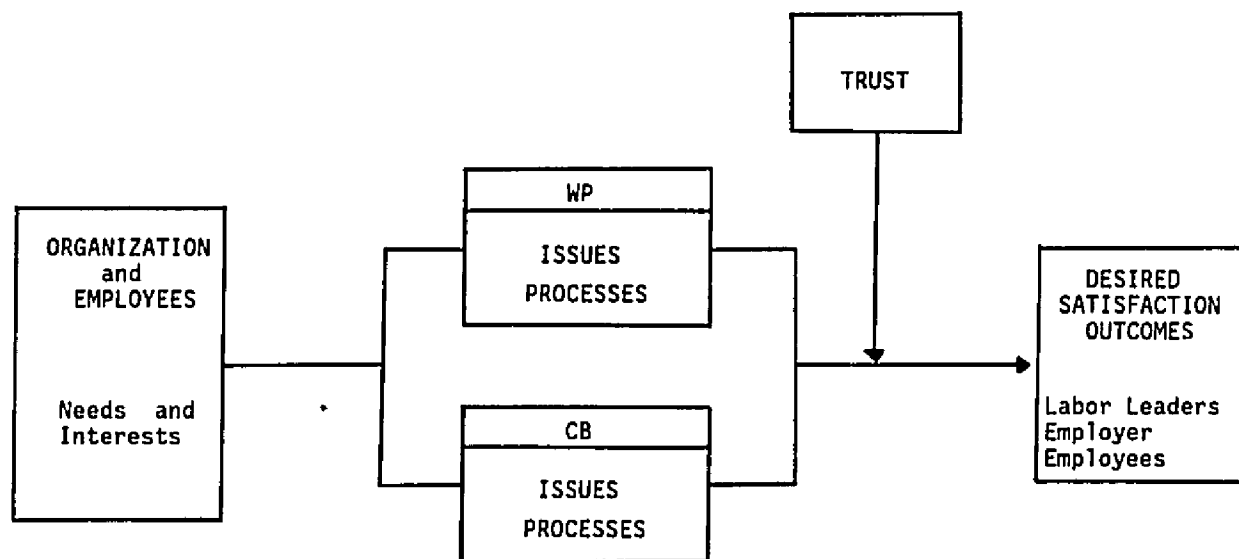 TRUST
WP
ISSUES
PROCESSES
ORGANIZATION
and
EMPLOYEES
Needs and
Interests
CB
ISSUES
PROCESSES
DESIRED
SATISFACTION
OUTCOMES
Labor Leaders
Employer
Employees